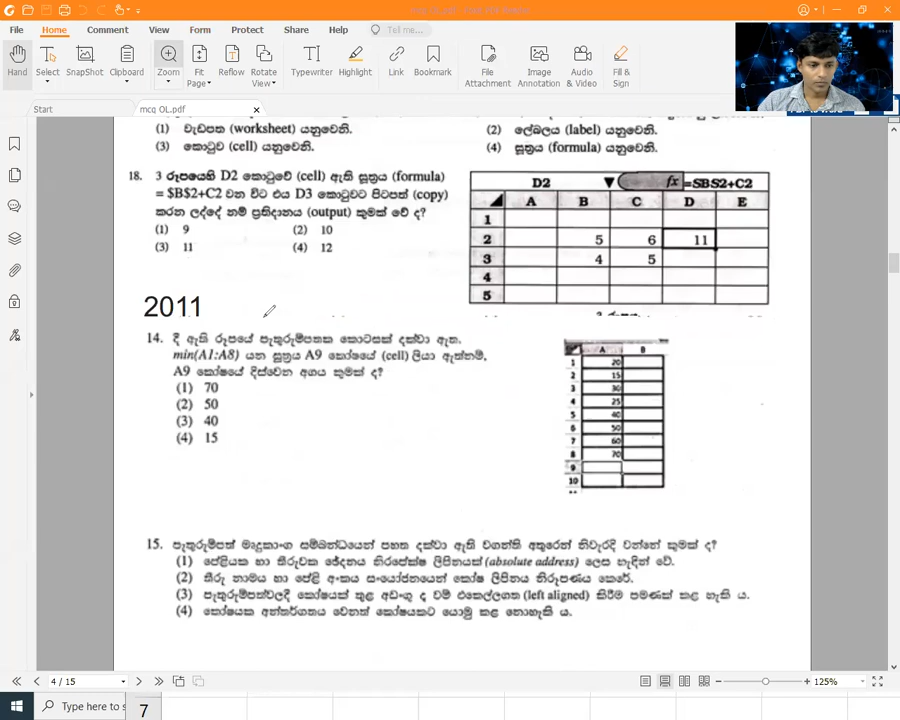 mcq OL.pdf - Foxit PDF Reader
File Home Comment View Form Protect Share Help Tell me...
Hand Select SnapShot Clipboard Zoom Fit Page Reflow Rotate View Typewriter Highlight Link Bookmark File Attachment Image Annotation Audio & Video Fill & Sign
Start mcq OL.pdf
(1) වැඩපත (worksheet) යනුවෙනි. (2) ලේබලය (label) යනුවෙනි.
(3) කොටුව (cell) යනුවෙනි. (4) සූත්‍රය (formula) යනුවෙනි.
18. 3 රූපයෙහි D2 කොටුවේ (cell) ඇති සූත්‍රය (formula)
= $B$2+C2 වන විට එය D3 කොටුවට පිටපත් (copy)
කරන ලද්දේ නම් ප්‍රතිදානය (output) කුමක් වේ ද?
(1) 9 (2) 10
(3) 11 (4) 12
D2 fx =$B$2+C2
A B C D E
1
2 5 6 11
3 4 5
4
5
2011
14. දී ඇති රූපයේ පැතුරුම්පතක කොටසක් දක්වා ඇත.
min(A1:A8) යන සූත්‍රය A9 කෝෂයේ (cell) ලියා ඇත්නම්,
A9 කෝෂයේ දිස්වෙන අගය කුමක් ද?
(1) 70
(2) 50
(3) 40
(4) 15
A B
1 20
2 15
3 30
4 25
5 40
6 50
7 60
8 70
9
10
15. පැතුරුම්පත් මෘදුකාංග සම්බන්ධයෙන් පහත දක්වා ඇති වගන්ති අතුරෙන් නිවැරදි වන්නේ කුමක් ද?
(1) පේළියක හා තීරුවක ඡේදනය නිරපේක්ෂ ලිපිනයක් (absolute address) ලෙස හැඳින් වේ.
(2) තීරු නාමය හා පේළි අංකය සංයෝජනයෙන් කෝෂ ලිපිනය නිරූපණය කෙරේ.
(3) පැතුරුම්පත්වලදී කෝෂයක් තුළ අඩංගු ද වම් එකෙල්ලගත (left aligned) කිරීම පමණක් කළ හැකි ය.
(4) කෝෂයක අන්තර්ගතය වෙනත් කෝෂයකට යොමු කළ නොහැකි ය.
4 / 15 125%
Type here to s 7